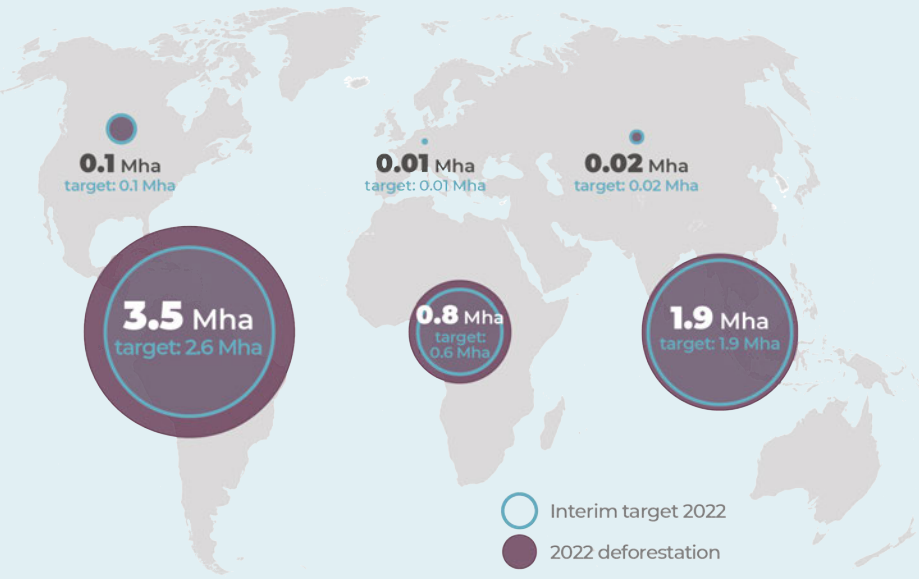 0.1 Mha
target: 0.1 Mha
0.01 Mha
target: 0.01 Mha
0.02 Mha
target: 0.02 Mha
3.5 Mha
target: 2.6 Mha
0.8 Mha
target:
0.6 Mha
1.9 Mha
target: 1.9 Mha
Interim target 2022
2022 deforestation